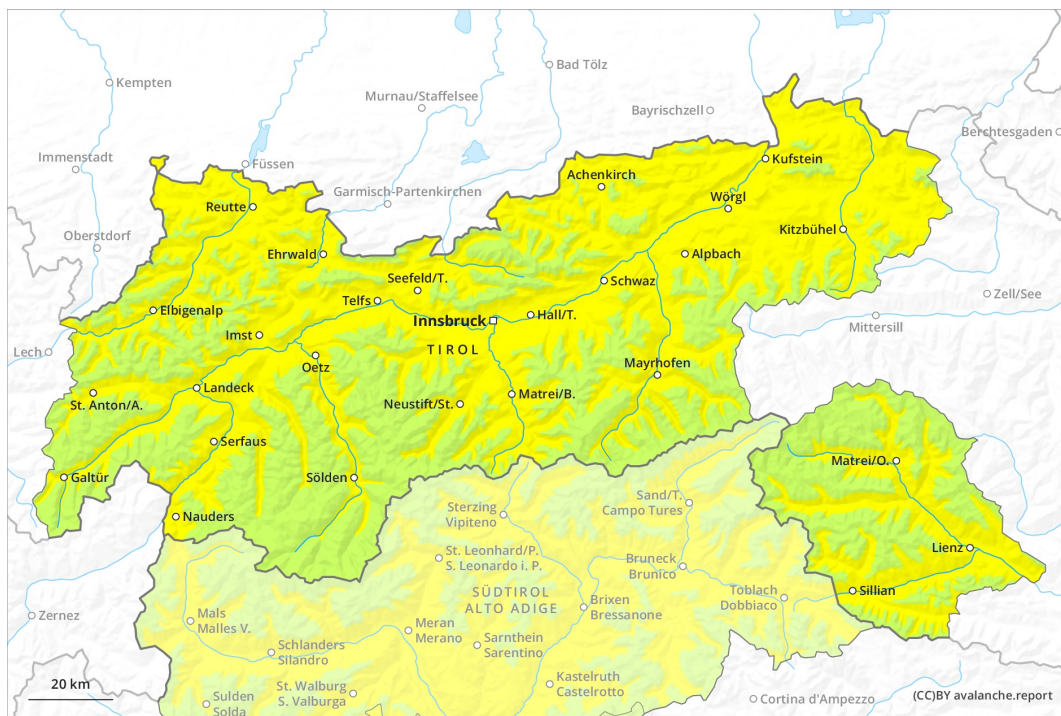 Kempten
Bad Tölz
Murnau/Staffelsee
Bayrischzell
Berchtesgaden
Immenstadt
Füssen
Kufstein
Achenkirch
Garmisch-Partenkirchen
Wörgl
Reutte
Oberstdorf
Kitzbühel
Ehrwald
Alpbach
Seefeld/T.
Schwaz
Telfs
Zell/See
Elbigenalp
Hall/T.
Innsbruck
Mittersill
Imst
TIROL
Lech
Oetz
Mayrhofen
Landeck
St. Anton/A.
Neustift/St.
Matrei/B.
Serfaus
Matrei/O.
Galtür
Sölden
Sand/T.
Campo Tures
Sterzing
Vipiteno
Nauders
Lienz
St. Leonhard/P.
S. Leonardo i. P.
Bruneck
Brunico
SÜDTIROL
ALTO ADIGE
Toblach
Dobbiaco
Sillian
Zernez
Mals
Malles V.
Brixen
Bressanone
Meran
Merano
Schlanders
Silandro
Sarnthein
Sarentino
20 km
St. Walburg
S. Valburga
Kastelruth
Castelrotto
Sulden
Solda
Cortina d'Ampezzo
(CC)BY avalanche.report